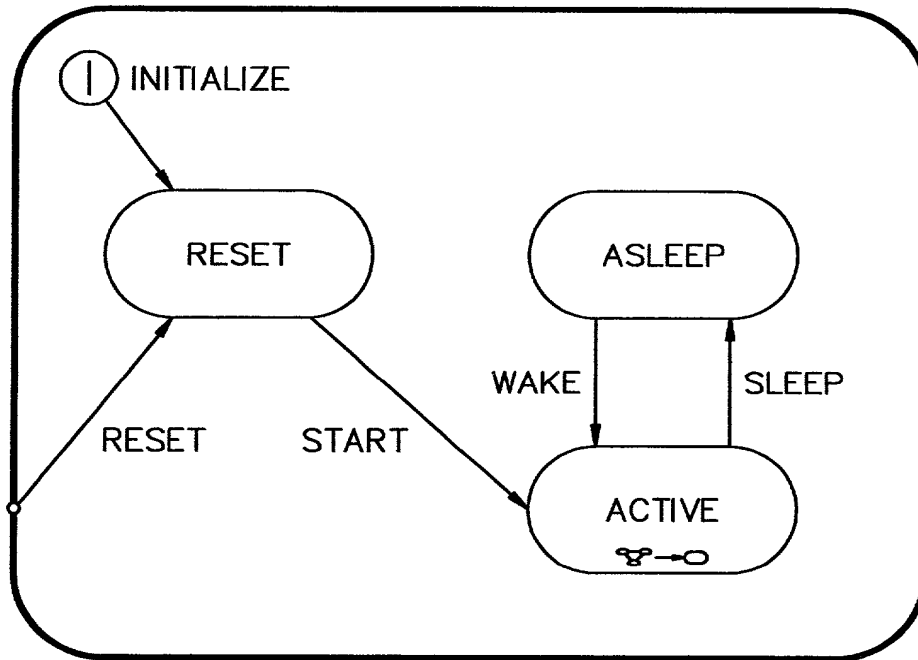 I INITIALIZE
RESET
ASLEEP
WAKE
SLEEP
RESET
START
ACTIVE